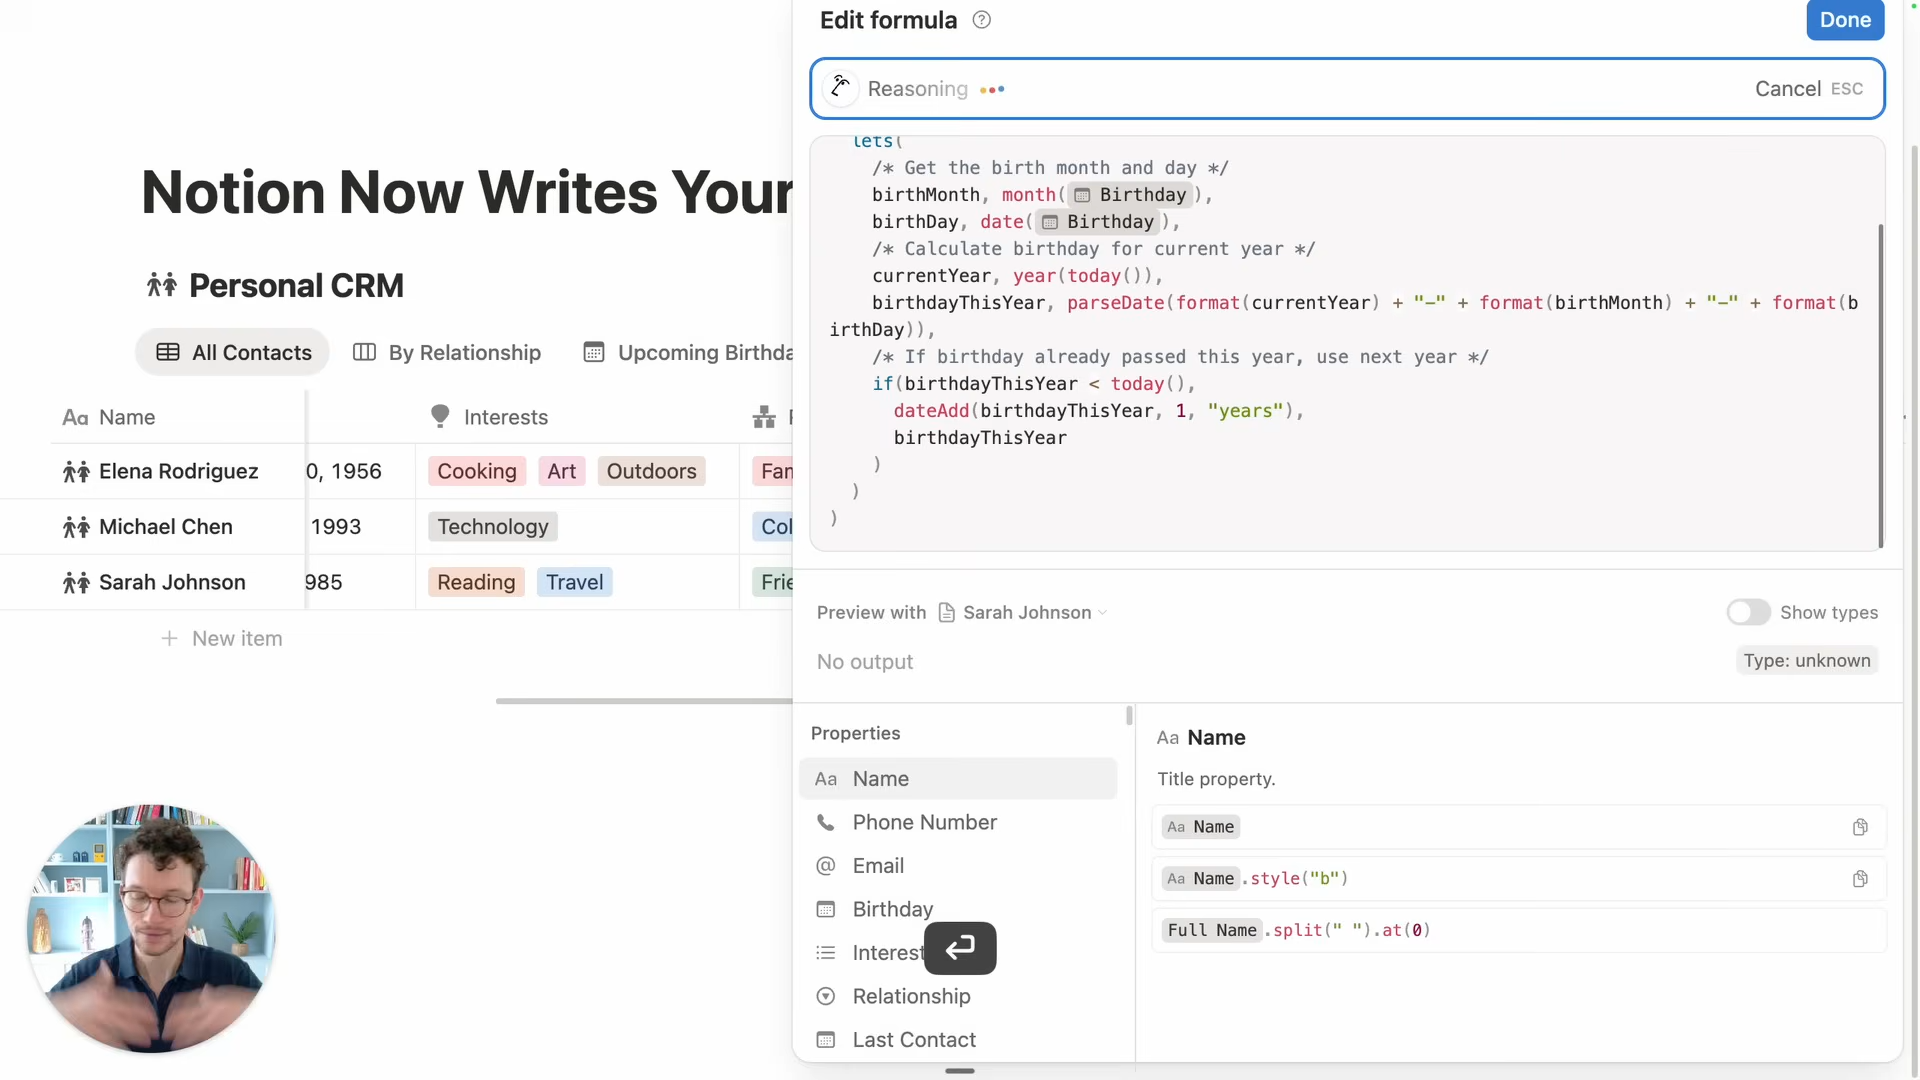 Edit formula
Done
Reasoning
Cancel ESC
lets(
/* Get the birth month and day */
birthMonth, month( Birthday ),
birthDay, date( Birthday ),
/* Calculate birthday for current year */
currentYear, year(today()),
birthdayThisYear, parseDate(format(currentYear) + "-" + format(birthMonth) + "-" + format(b
irthDay)),
/* If birthday already passed this year, use next year */
if(birthdayThisYear < today(),
dateAdd(birthdayThisYear, 1, "years"),
birthdayThisYear
)
)
)
Notion Now Writes Your
Personal CRM
All Contacts
By Relationship
Upcoming Birthda
Aa Name
Interests
Elena Rodriguez
0, 1956
Cooking Art Outdoors
Fan
Michael Chen
1993
Technology
Col
Sarah Johnson
985
Reading Travel
Frie
+ New item
Preview with Sarah Johnson
Show types
No output
Type: unknown
Properties
Aa Name
Phone Number
@ Email
Birthday
Interest
Relationship
Last Contact
Aa Name
Title property.
Aa Name
Aa Name .style("b")
Full Name .split(" ").at(0)